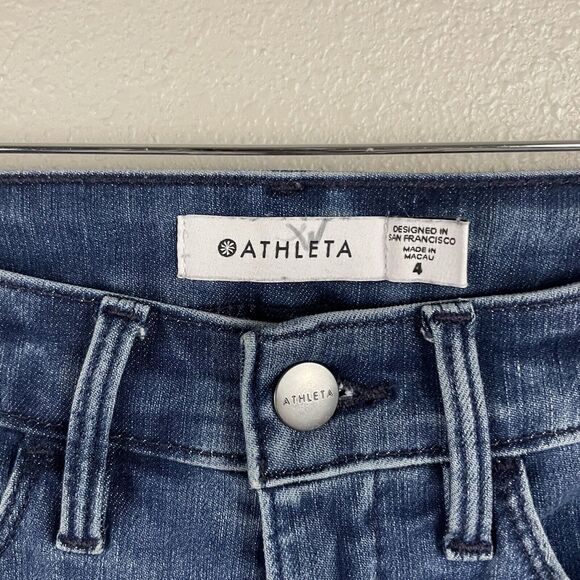 ATHLETA
DESIGNED IN
SAN FRANCISCO
MADE IN
MACAU
4
ATHLETA